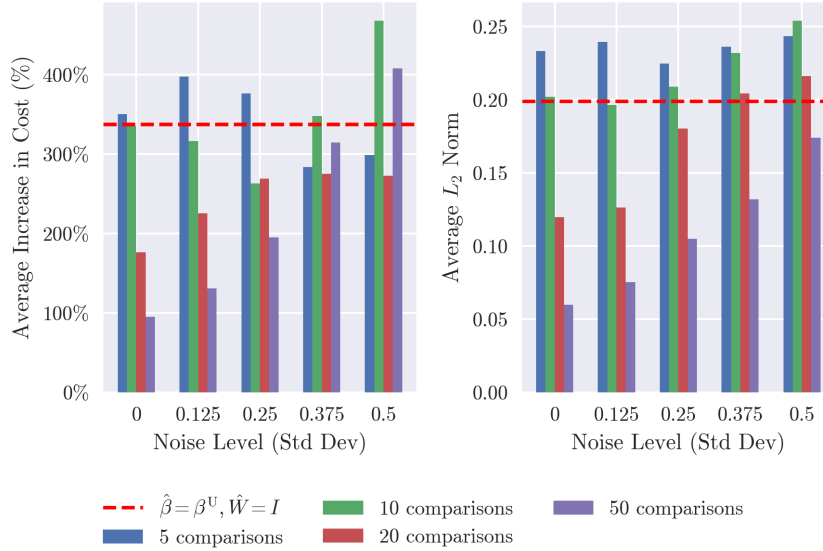 Average Increase in Cost (%)
400%
300%
200%
100%
0%
0 0.125 0.25 0.375 0.5
Noise Level (Std Dev)
Average L₂ Norm
0.25
0.20
0.15
0.10
0.05
0.00
0 0.125 0.25 0.375 0.5
Noise Level (Std Dev)
β̂ = βᵁ, Ŵ = I
5 comparisons
10 comparisons
20 comparisons
50 comparisons